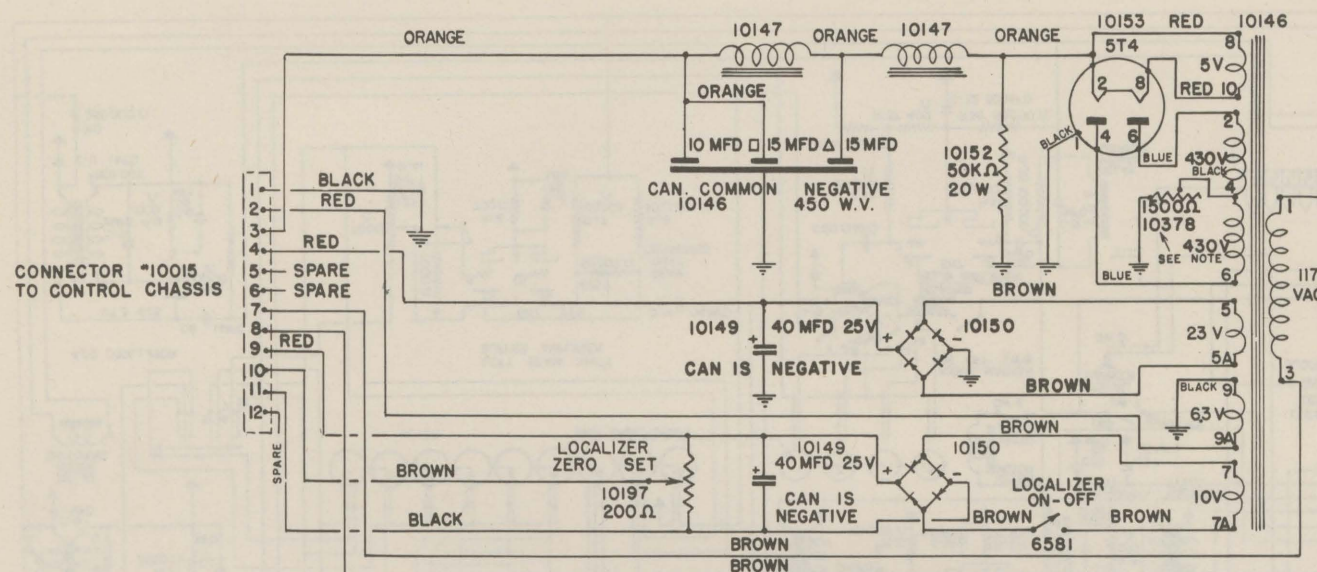 10147
10147
10153 RED 10146
ORANGE
ORANGE
ORANGE
5T4
8
5V
RED 10
2 8
ORANGE
2
BLACK
4 6
1
BLUE
430V
BLACK
4
10 MFD □ 15 MFD △ 15 MFD
10152
50KΩ
20 W
CAN. COMMON NEGATIVE
10146 450 W.V.
1500Ω
10378
SEE NOTE
430V
BLUE
6
1
117
VAC
3
1 BLACK
2 RED
3
4 RED
5 SPARE
6 SPARE
7
8
9 RED
10
11
12
CONNECTOR #10015
TO CONTROL CHASSIS
SPARE
BROWN
10149 40 MFD 25V + - 10150
+
CAN IS NEGATIVE
5
23 V
5A
BROWN
BLACK 9
6.3 V
9A
BROWN
LOCALIZER
ZERO SET
BROWN
10197
200Ω
10149
40 MFD 25V + - 10150
+
CAN IS
NEGATIVE
7
10V
7A
LOCALIZER
ON-OFF
BROWN BROWN
6581
BLACK
BROWN
BROWN